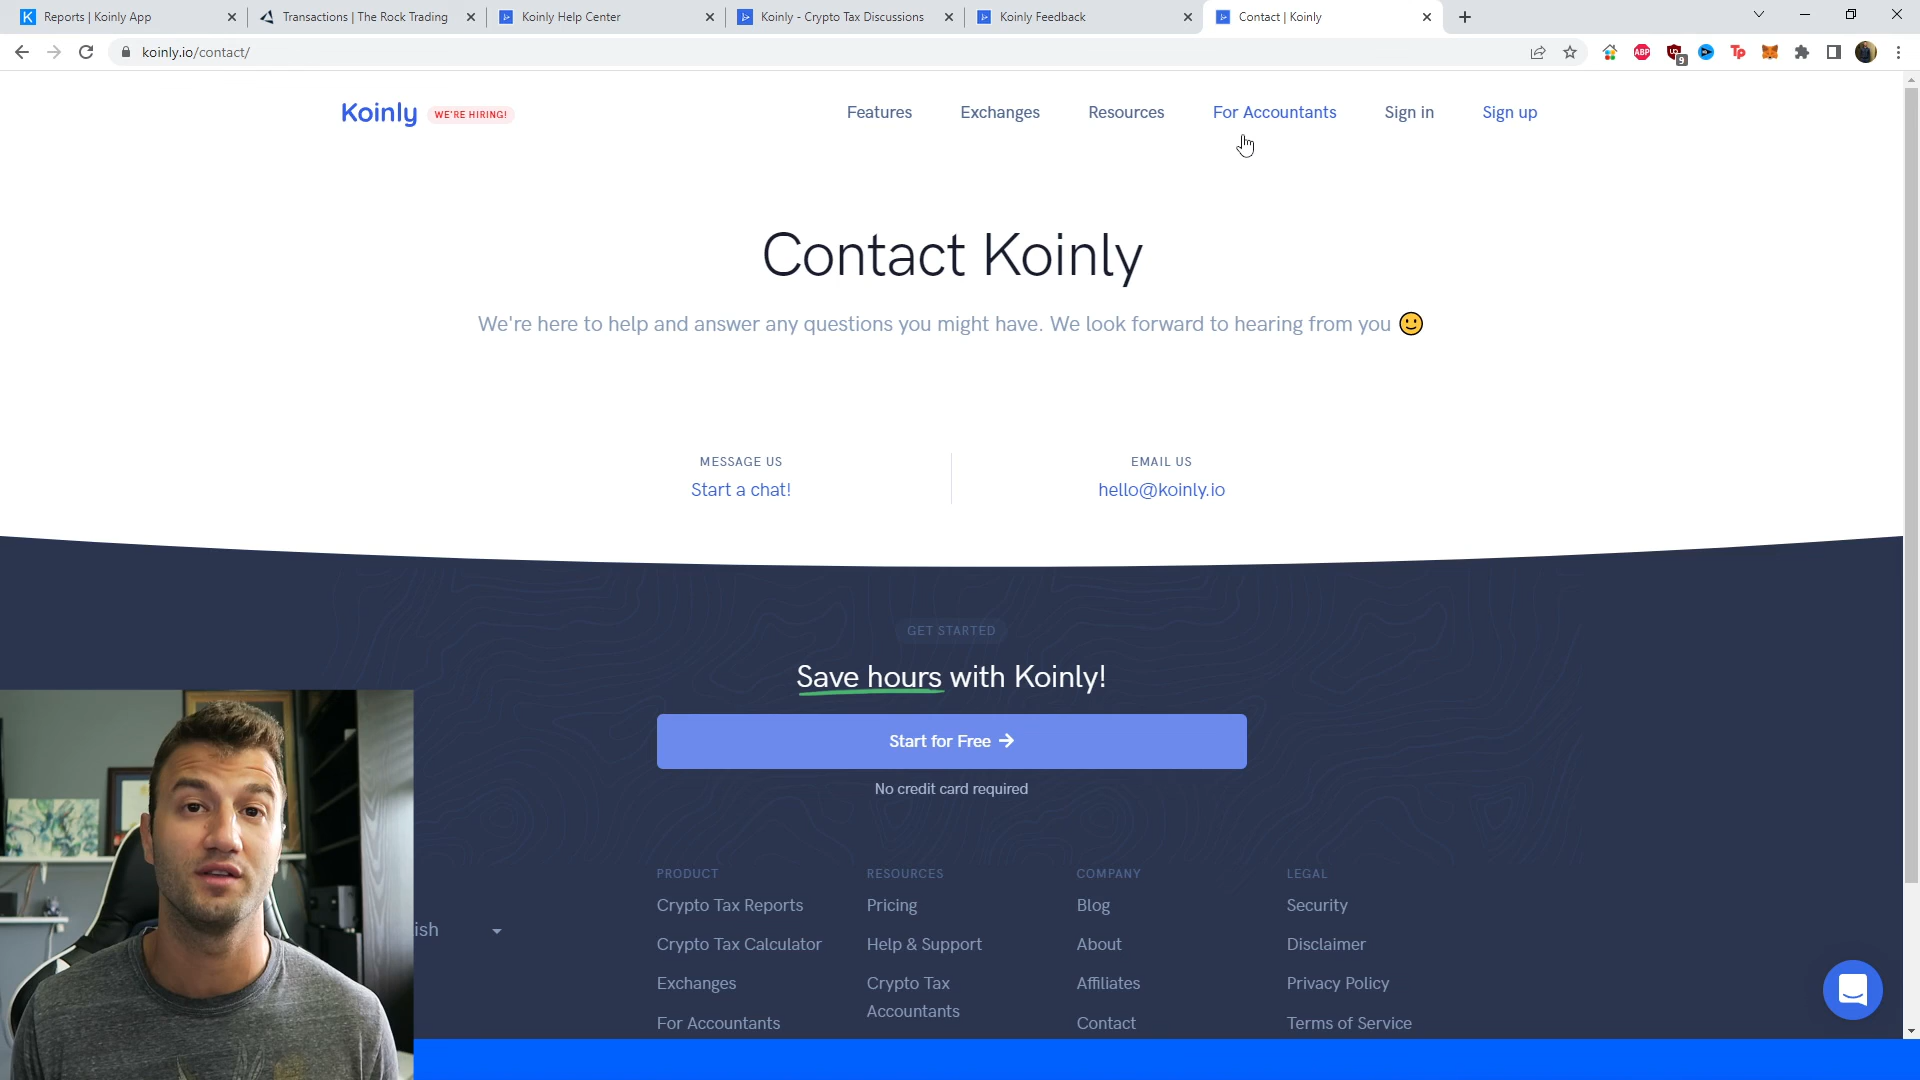 Reports | Koinly App
Transactions | The Rock Trading
Koinly Help Center
Koinly - Crypto Tax Discussions
Koinly Feedback
Contact | Koinly
koinly.io/contact/
ABP
9
Tp
Koinly
WE'RE HIRING!
Features
Exchanges
Resources
For Accountants
Sign in
Sign up
Contact Koinly
We're here to help and answer any questions you might have. We look forward to hearing from you
MESSAGE US
Start a chat!
EMAIL US
hello@koinly.io
GET STARTED
Save hours with Koinly!
Start for Free →
No credit card required
PRODUCT
Crypto Tax Reports
Crypto Tax Calculator
Exchanges
For Accountants
RESOURCES
Pricing
Help & Support
Crypto Tax
Accountants
COMPANY
Blog
About
Affiliates
Contact
LEGAL
Security
Disclaimer
Privacy Policy
Terms of Service
ish